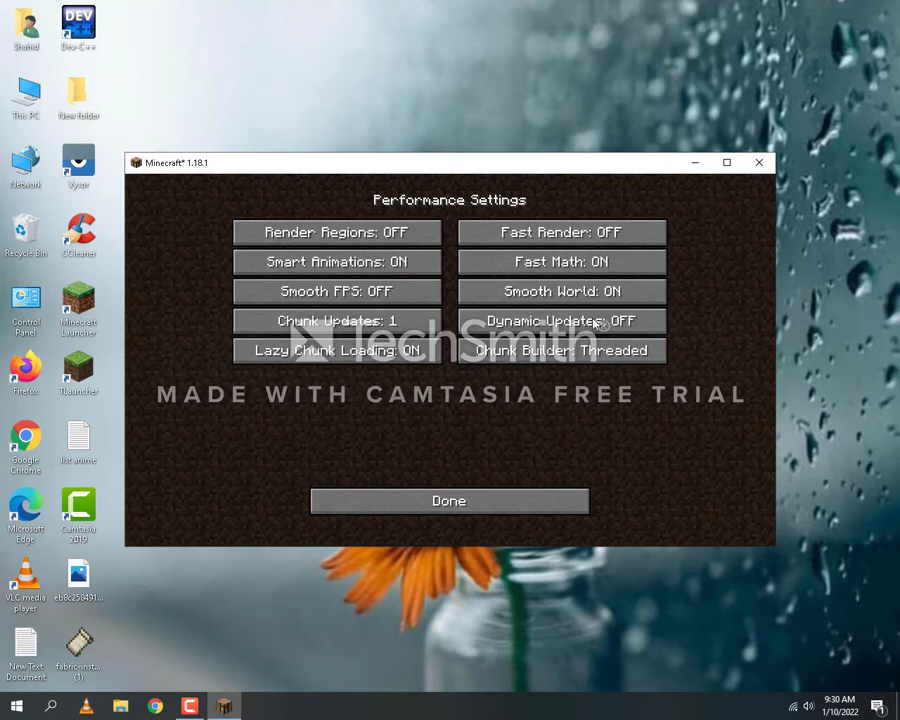 Shahid
Dev-C++
This PC
New folder
Network
Vysor
Recycle Bin
CCleaner
Control
Panel
Minecraft
Launcher
Firefox
TLauncher
Google
Chrome
list anime
Microsoft
Edge
Camtasia
2019
VLC media
player
eb8c258491...
New Text
Document
fabric-inst...
(1)
DEV
Minecraft* 1.18.1
Performance Settings
Render Regions: OFF
Fast Render: OFF
Smart Animations: ON
Fast Math: ON
Smooth FPS: OFF
Smooth World: ON
Chunk Updates: 1
Dynamic Updates: OFF
Lazy Chunk Loading: ON
Chunk Builder: Threaded
TechSmith
MADE WITH CAMTASIA FREE TRIAL
Done
9:30 AM
1/10/2022
1